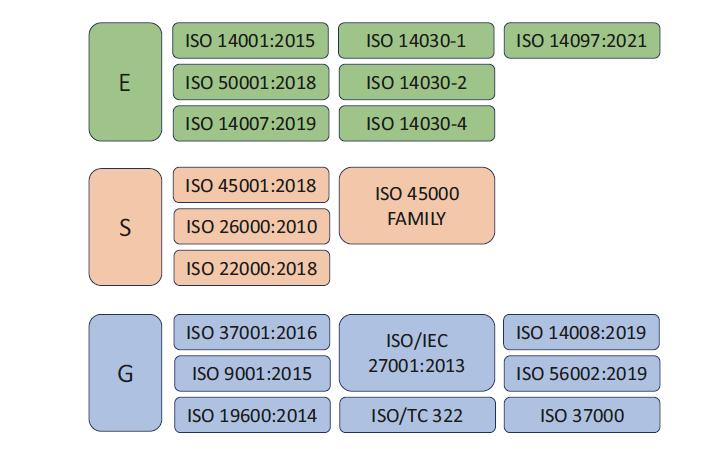 E
ISO 14001:2015
ISO 14030-1
ISO 14097:2021
ISO 50001:2018
ISO 14030-2
ISO 14007:2019
ISO 14030-4
S
ISO 45001:2018
ISO 45000
FAMILY
ISO 26000:2010
ISO 22000:2018
G
ISO 37001:2016
ISO/IEC
27001:2013
ISO 14008:2019
ISO 9001:2015
ISO 56002:2019
ISO 19600:2014
ISO/TC 322
ISO 37000